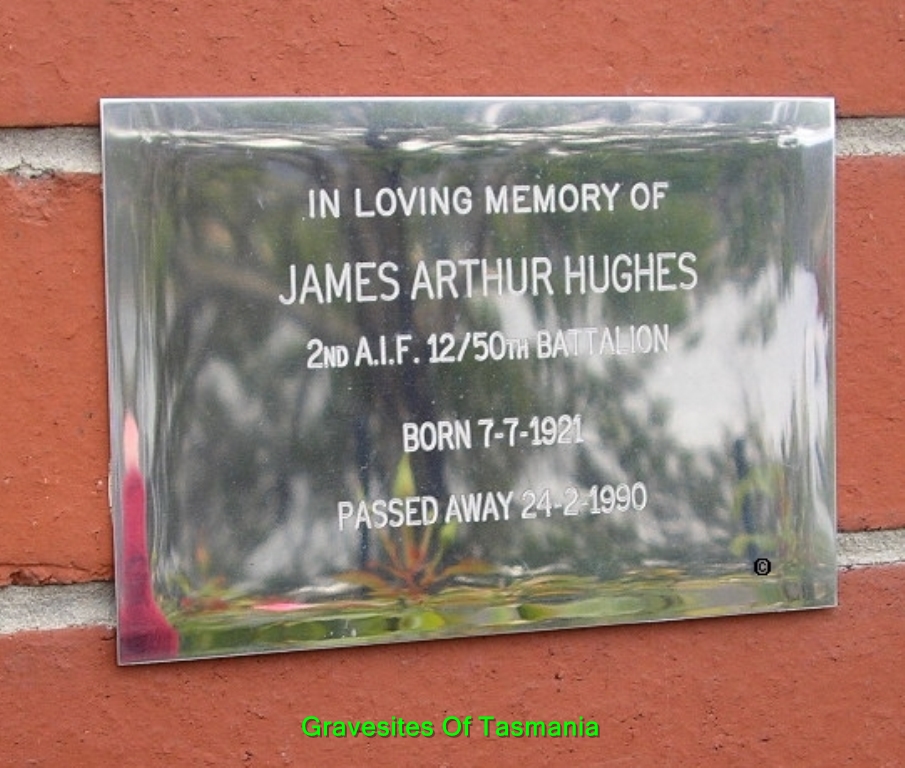 IN LOVING MEMORY OF
JAMES ARTHUR HUGHES
2ND A.I.F. 12/50TH BATTALION
BORN 7-7-1921
PASSED AWAY 24-2-1990
©
Gravesites Of Tasmania